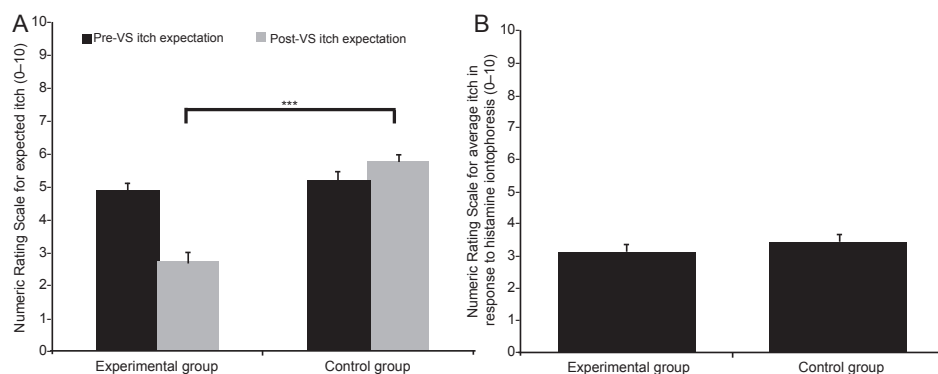 A
Numeric Rating Scale for expected itch (0–10)
10
9
8
7
6
5
4
3
2
1
0
Pre-VS itch expectation
Post-VS itch expectation
***
Experimental group
Control group
B
Numeric Rating Scale for average itch in
response to histamine iontophoresis (0–10)
10
9
8
7
6
5
4
3
2
1
0
Experimental group
Control group